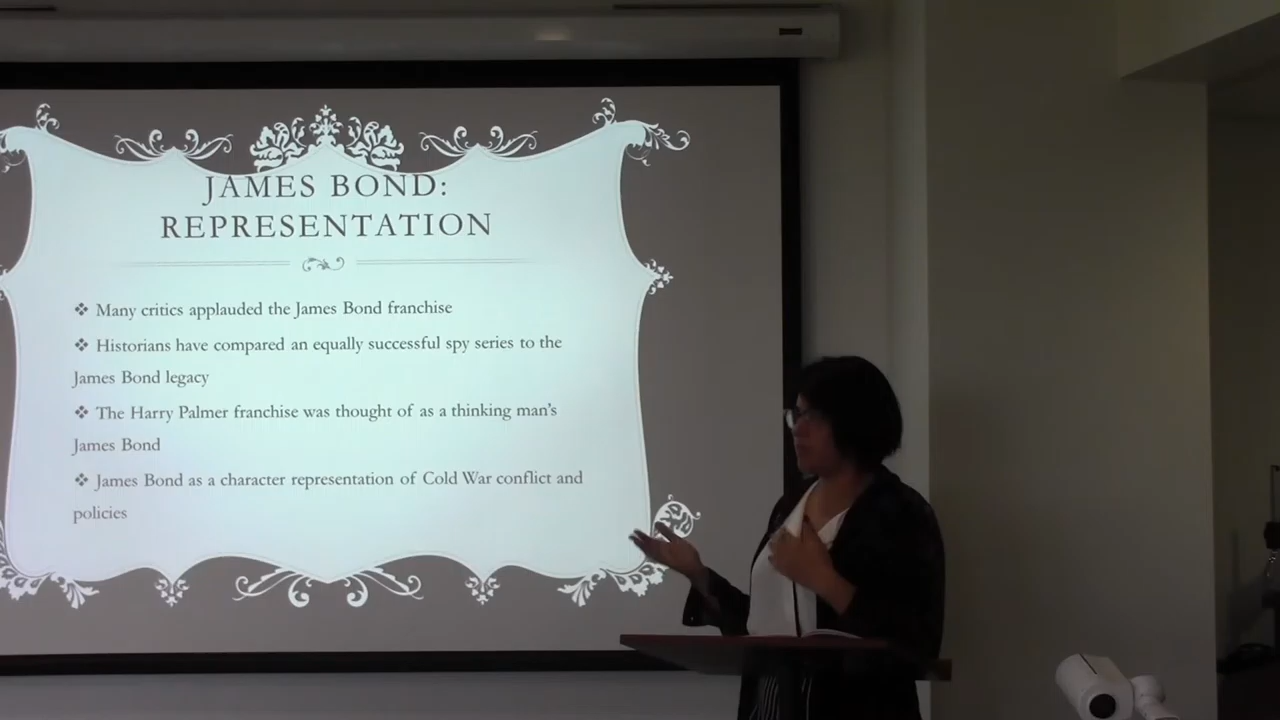 JAMES BOND:
REPRESENTATION
❖ Many critics applauded the James Bond franchise
❖ Historians have compared an equally successful spy series to the
James Bond legacy
❖ The Harry Palmer franchise was thought of as a thinking man's
James Bond
❖ James Bond as a character representation of Cold War conflict and
policies